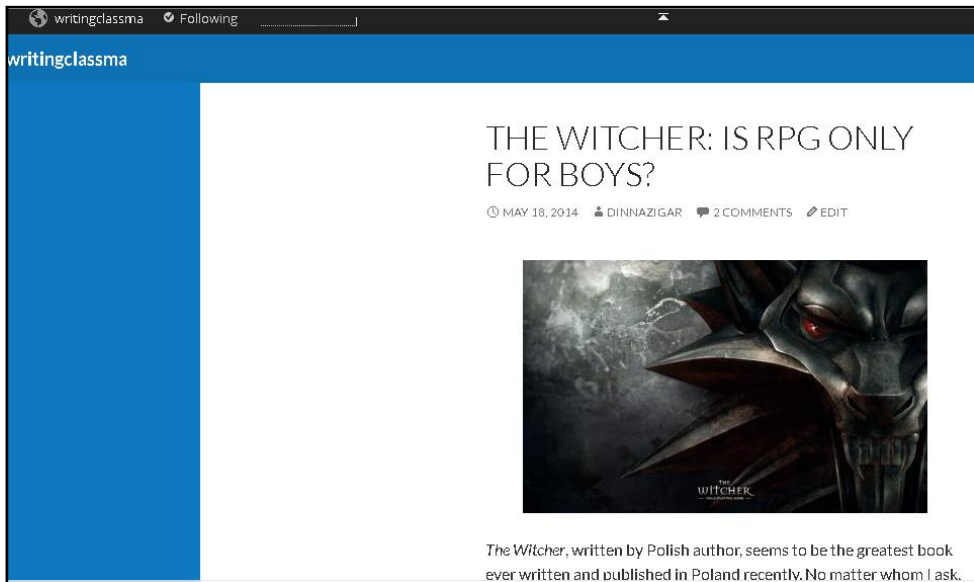 writingclassma Following
writingclassma
THE WITCHER: IS RPG ONLY
FOR BOYS?
MAY 18, 2014 DINNAZIGAR 2 COMMENTS EDIT
THE
WITCHER
The Witcher, written by Polish author, seems to be the greatest book
ever written and published in Poland recently. No matter whom I ask,